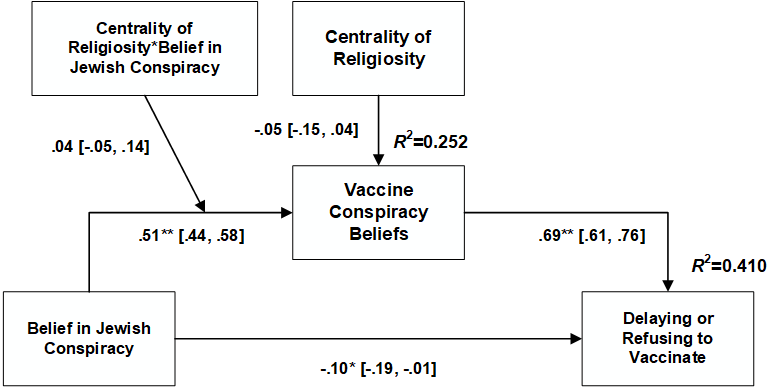 Centrality of
Religiosity*Belief in
Jewish Conspiracy
Centrality of
Religiosity
.04 [-.05, .14]
-.05 [-.15, .04]
R²=0.252
Vaccine
Conspiracy
Beliefs
.51** [.44, .58]
.69** [.61, .76]
R²=0.410
Belief in Jewish
Conspiracy
Delaying or
Refusing to
Vaccinate
-.10* [-.19, -.01]